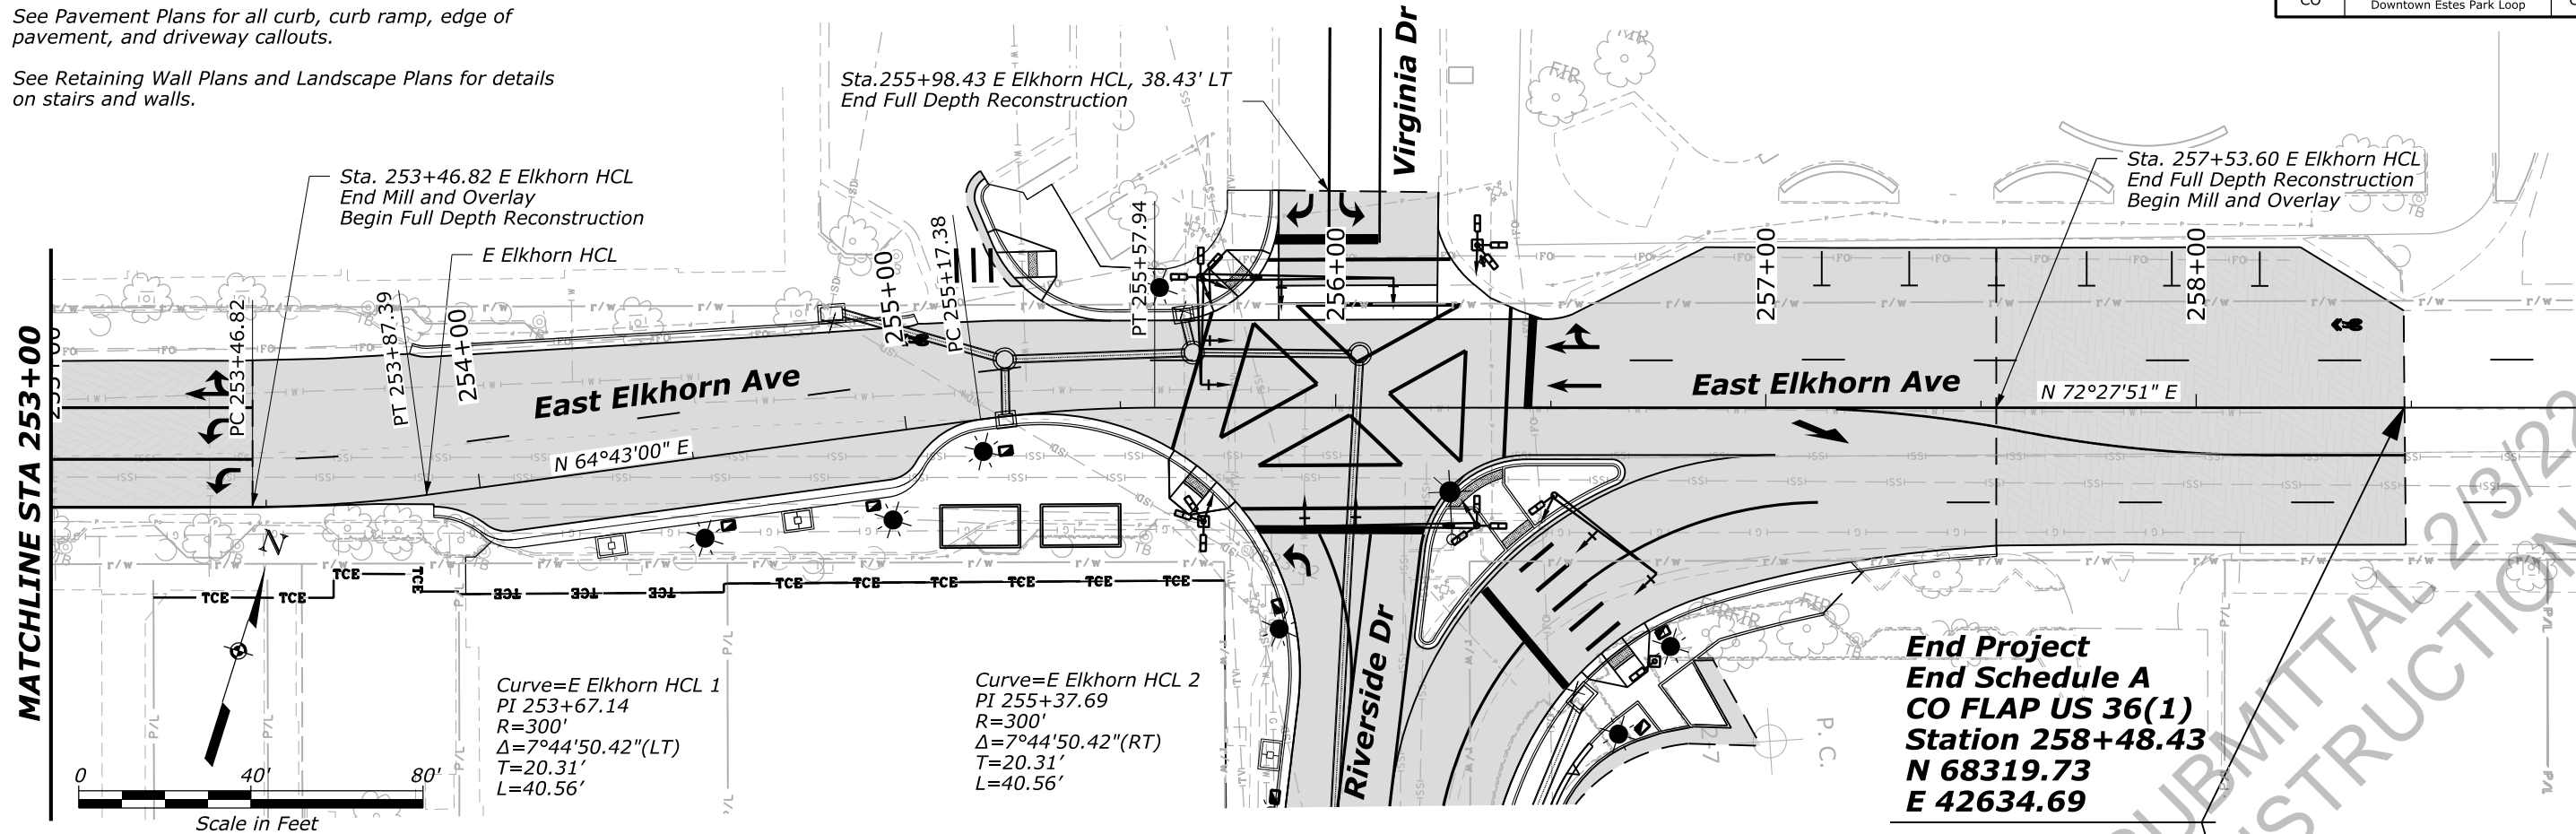 See Pavement Plans for all curb, curb ramp, edge of
pavement, and driveway callouts.
See Retaining Wall Plans and Landscape Plans for details
on stairs and walls.
CO
Downtown Estes Park Loop
Sta.255+98.43 E Elkhorn HCL, 38.43' LT
End Full Depth Reconstruction
Virginia Dr
Sta. 253+46.82 E Elkhorn HCL
End Mill and Overlay
Begin Full Depth Reconstruction
E Elkhorn HCL
Sta. 257+53.60 E Elkhorn HCL
End Full Depth Reconstruction
Begin Mill and Overlay
MATCHLINE STA 253+00
PC 253+46.82
PT 253+87.39
254+00
255+00
PC 255+17.38
PT 255+57.94
256+00
257+00
258+00
East Elkhorn Ave
N 64°43'00" E
East Elkhorn Ave
N 72°27'51" E
FIR
r/w
TCE
P/L
N
Riverside Dr
Curve=E Elkhorn HCL 1
PI 253+67.14
R=300'
Δ=7°44'50.42"(LT)
T=20.31'
L=40.56'
Curve=E Elkhorn HCL 2
PI 255+37.69
R=300'
Δ=7°44'50.42"(RT)
T=20.31'
L=40.56'
P.C.
End Project
End Schedule A
CO FLAP US 36(1)
Station 258+48.43
N 68319.73
E 42634.69
0 40' 80'
Scale in Feet
SUBMITTAL 2/3/22